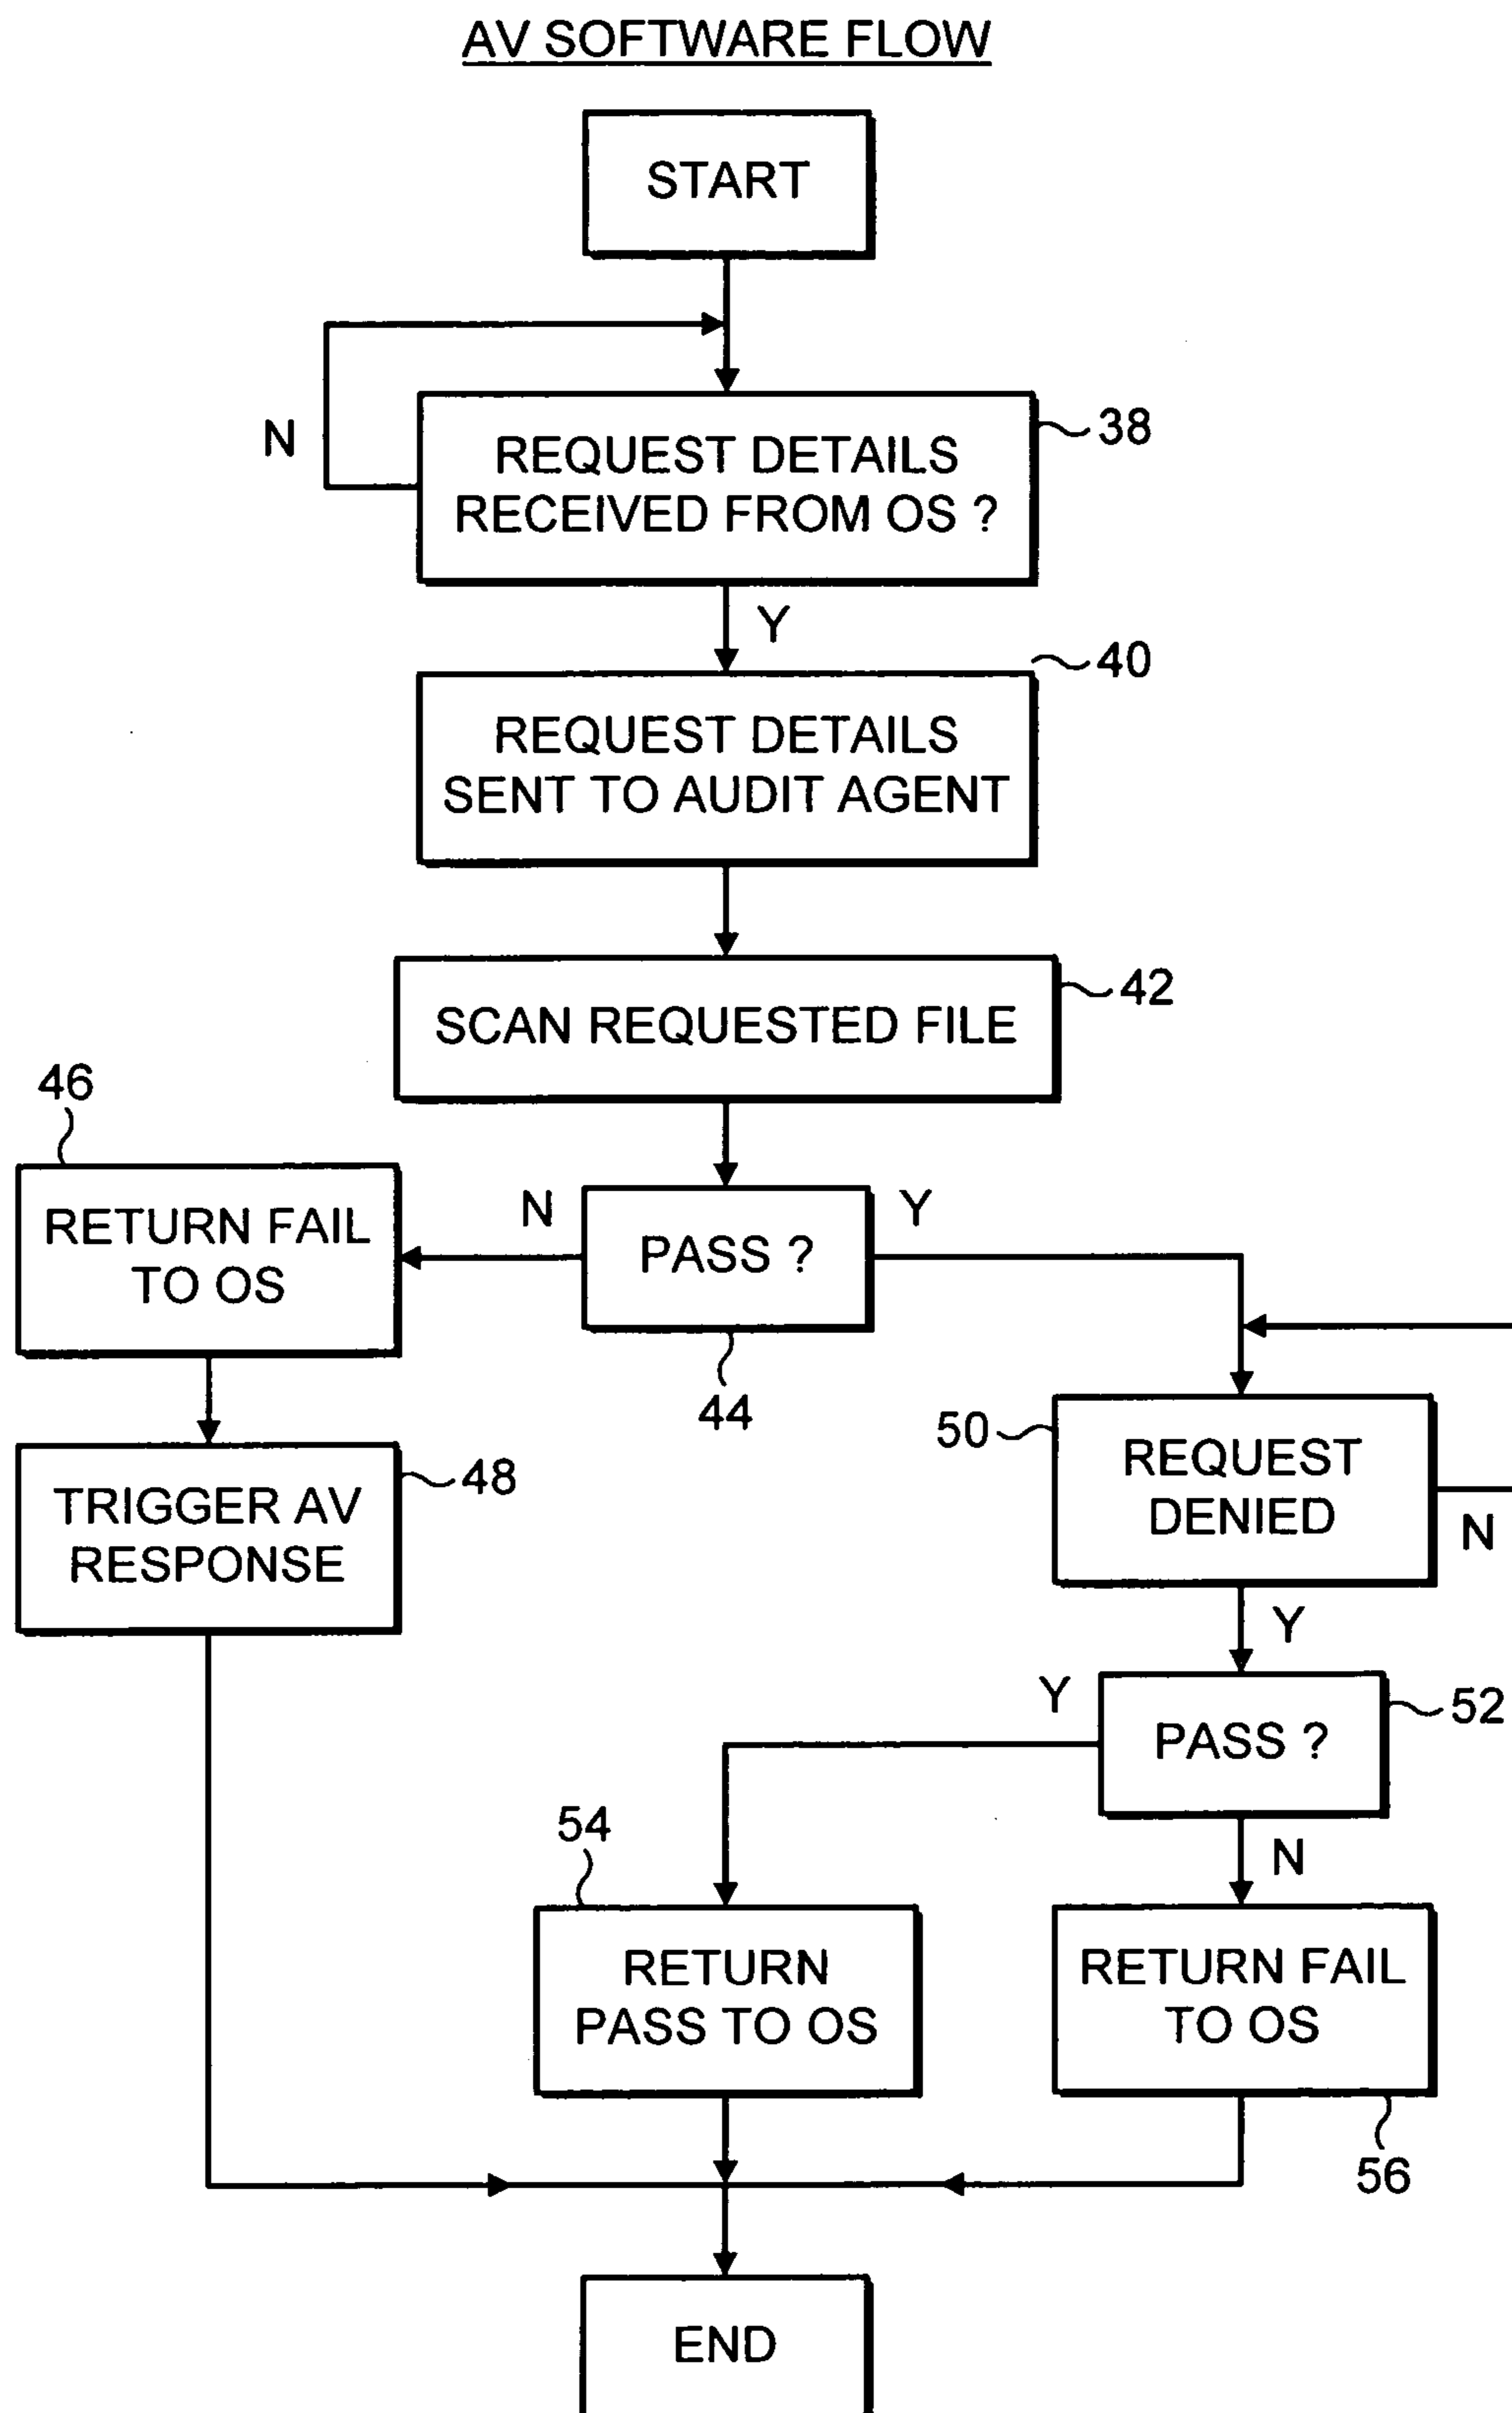 AV SOFTWARE FLOW
START
N
REQUEST DETAILS
RECEIVED FROM OS ?
38
Y
40
REQUEST DETAILS
SENT TO AUDIT AGENT
SCAN REQUESTED FILE
42
46
RETURN FAIL
TO OS
N
PASS ?
Y
44
TRIGGER AV
RESPONSE
48
50
REQUEST
DENIED
N
Y
Y
PASS ?
52
N
54
RETURN
PASS TO OS
RETURN FAIL
TO OS
56
END